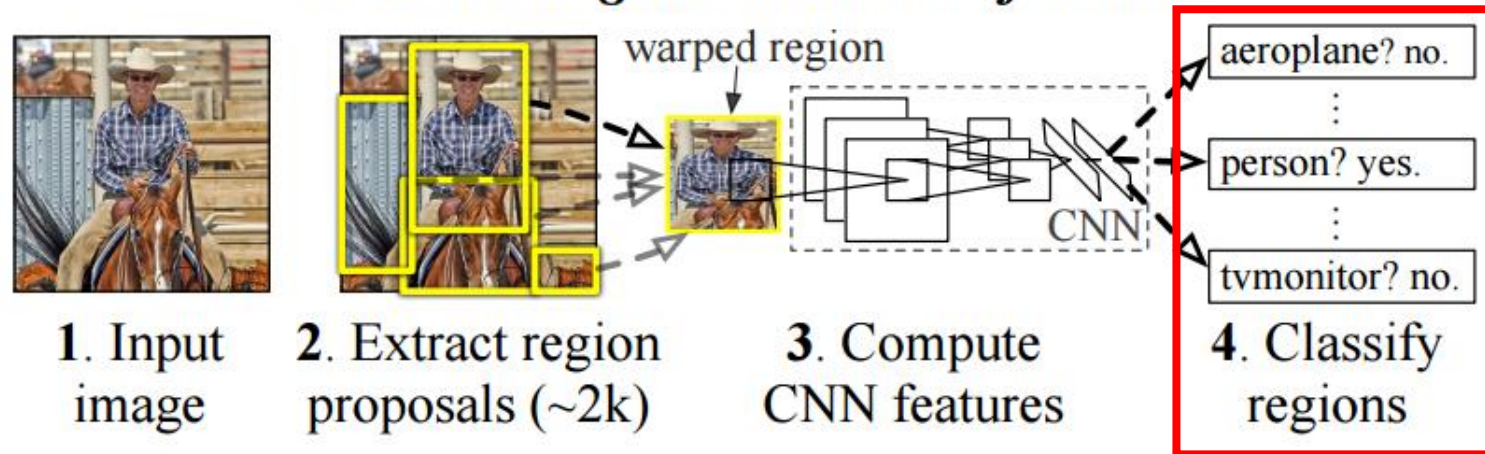 warped region
aeroplane? no.
person? yes.
CNN
tvmonitor? no.
1. Input
image
2. Extract region
proposals (~2k)
3. Compute
CNN features
4. Classify
regions